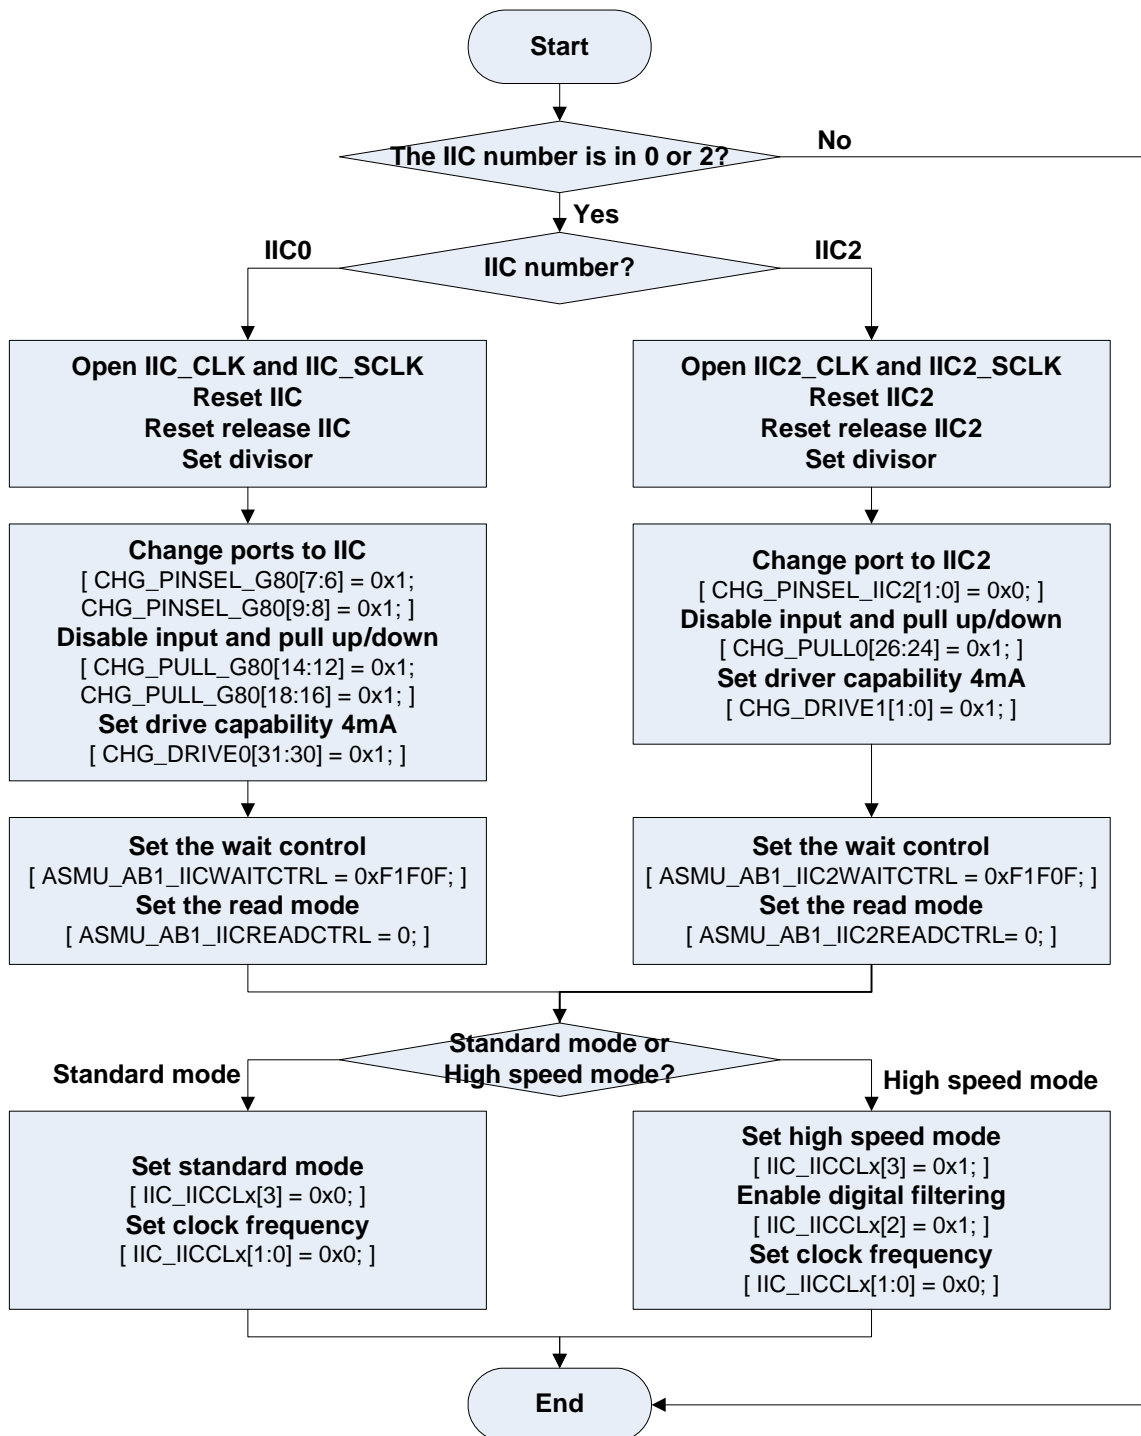 Start
The IIC number is in 0 or 2?
No
Yes
IIC0
IIC number?
IIC2
Open IIC_CLK and IIC_SCLK
Reset IIC
Reset release IIC
Set divisor
Open IIC2_CLK and IIC2_SCLK
Reset IIC2
Reset release IIC2
Set divisor
Change ports to IIC
[ CHG_PINSEL_G80[7:6] = 0x1;
CHG_PINSEL_G80[9:8] = 0x1; ]
Disable input and pull up/down
[ CHG_PULL_G80[14:12] = 0x1;
CHG_PULL_G80[18:16] = 0x1; ]
Set drive capability 4mA
[ CHG_DRIVE0[31:30] = 0x1; ]
Change port to IIC2
[ CHG_PINSEL_IIC2[1:0] = 0x0; ]
Disable input and pull up/down
[ CHG_PULL0[26:24] = 0x1; ]
Set driver capability 4mA
[ CHG_DRIVE1[1:0] = 0x1; ]
Set the wait control
[ ASMU_AB1_IICWAITCTRL = 0xF1F0F; ]
Set the read mode
[ ASMU_AB1_IICREADCTRL = 0; ]
Set the wait control
[ ASMU_AB1_IIC2WAITCTRL = 0xF1F0F; ]
Set the read mode
[ ASMU_AB1_IIC2READCTRL= 0; ]
Standard mode or
High speed mode?
Standard mode
High speed mode
Set standard mode
[ IIC_IICCLx[3] = 0x0; ]
Set clock frequency
[ IIC_IICCLx[1:0] = 0x0; ]
Set high speed mode
[ IIC_IICCLx[3] = 0x1; ]
Enable digital filtering
[ IIC_IICCLx[2] = 0x1; ]
Set clock frequency
[ IIC_IICCLx[1:0] = 0x0; ]
End